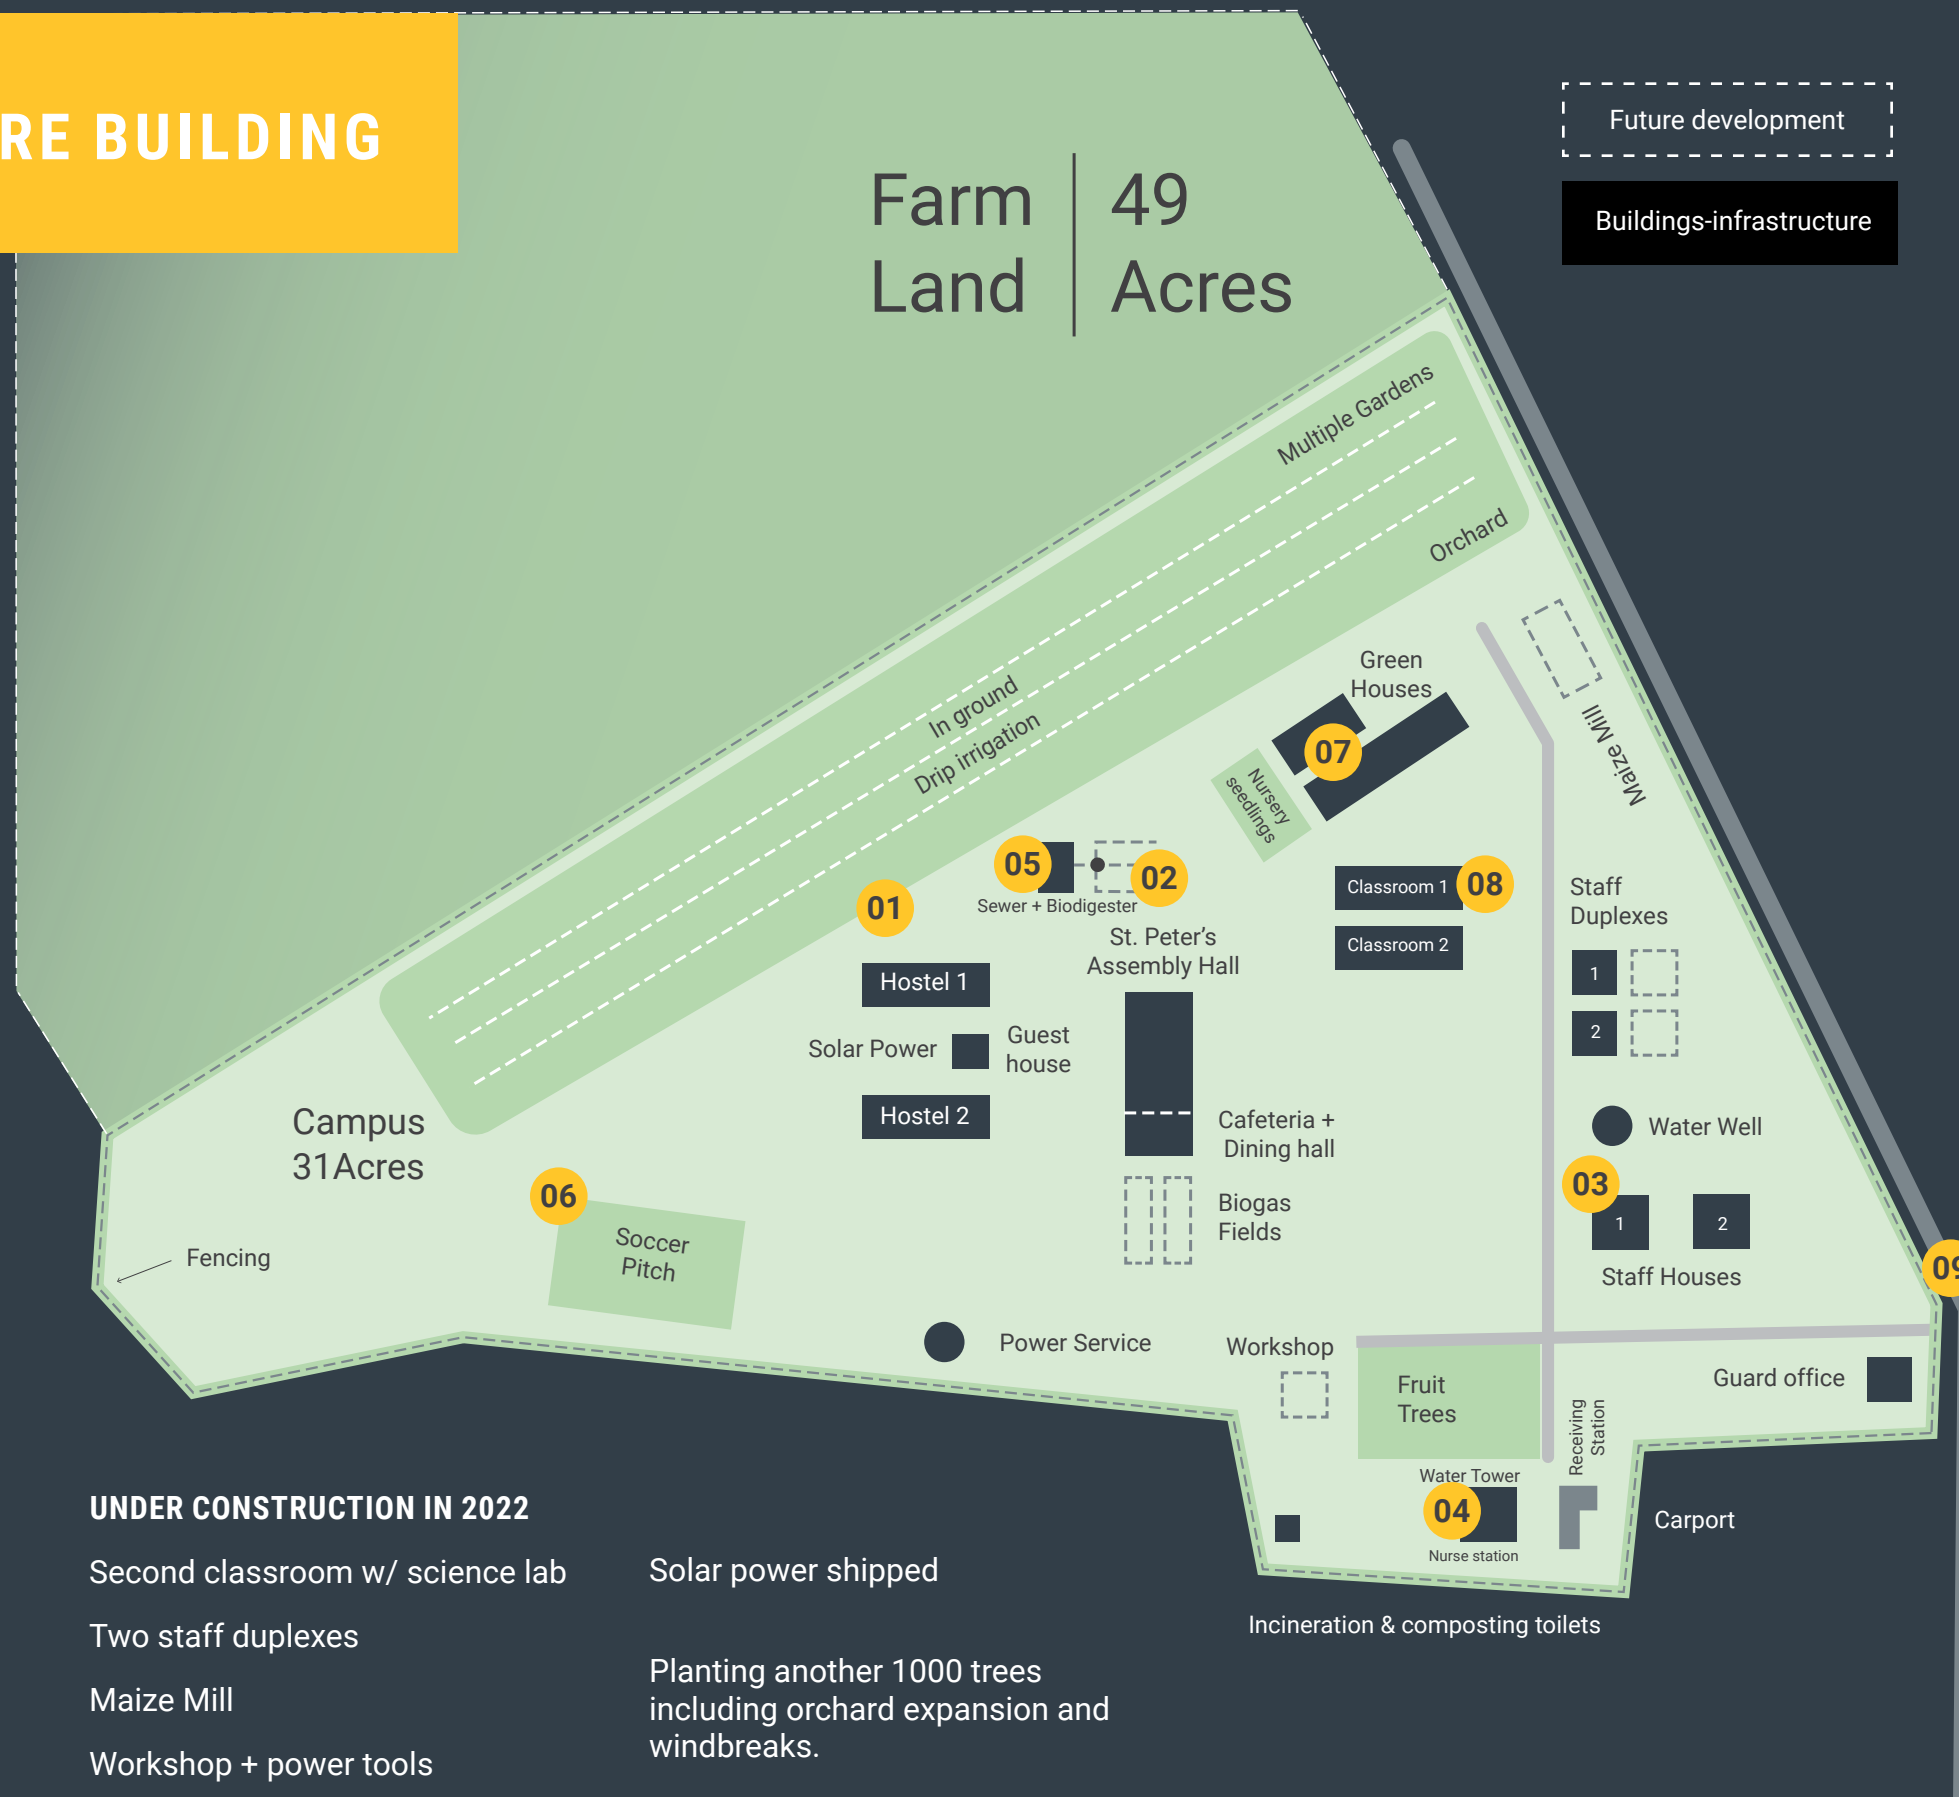 RE BUILDING
Farm
Land
49
Acres
Future development
Buildings-infrastructure
Multiple Gardens
Orchard
In ground
Drip irrigation
Green
Houses
07
Nursery
seedlings
Maize Mill
05
02
Sewer + Biodigester
01
Classroom 1
08
Classroom 2
Staff
Duplexes
1
2
St. Peter's
Assembly Hall
Hostel 1
Solar Power
Guest
house
Hostel 2
Cafeteria +
Dining hall
Biogas
Fields
Water Well
03
1
2
Staff Houses
09
Campus
31Acres
06
Soccer
Pitch
Fencing
Power Service
Workshop
Fruit
Trees
Guard office
Receiving
Station
Water Tower
04
Nurse station
Carport
Incineration & composting toilets
UNDER CONSTRUCTION IN 2022
Second classroom w/ science lab
Two staff duplexes
Maize Mill
Workshop + power tools
Solar power shipped
Planting another 1000 trees
including orchard expansion and
windbreaks.